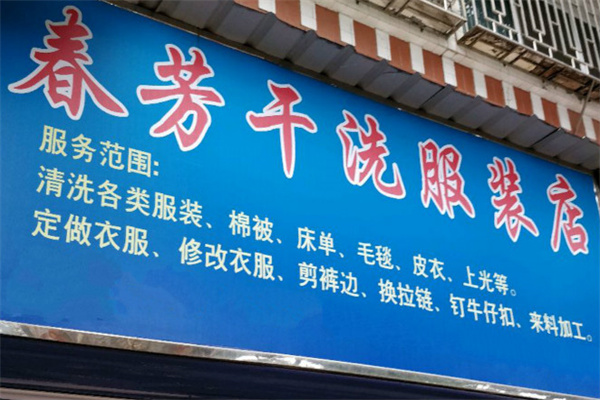 春芳干洗服装店
服务范围:
清洗各类服装、棉被、床单、毛毯、皮衣、上光等。
定做衣服、修改衣服、剪裤边、换拉链、钉牛仔扣、来料加工。